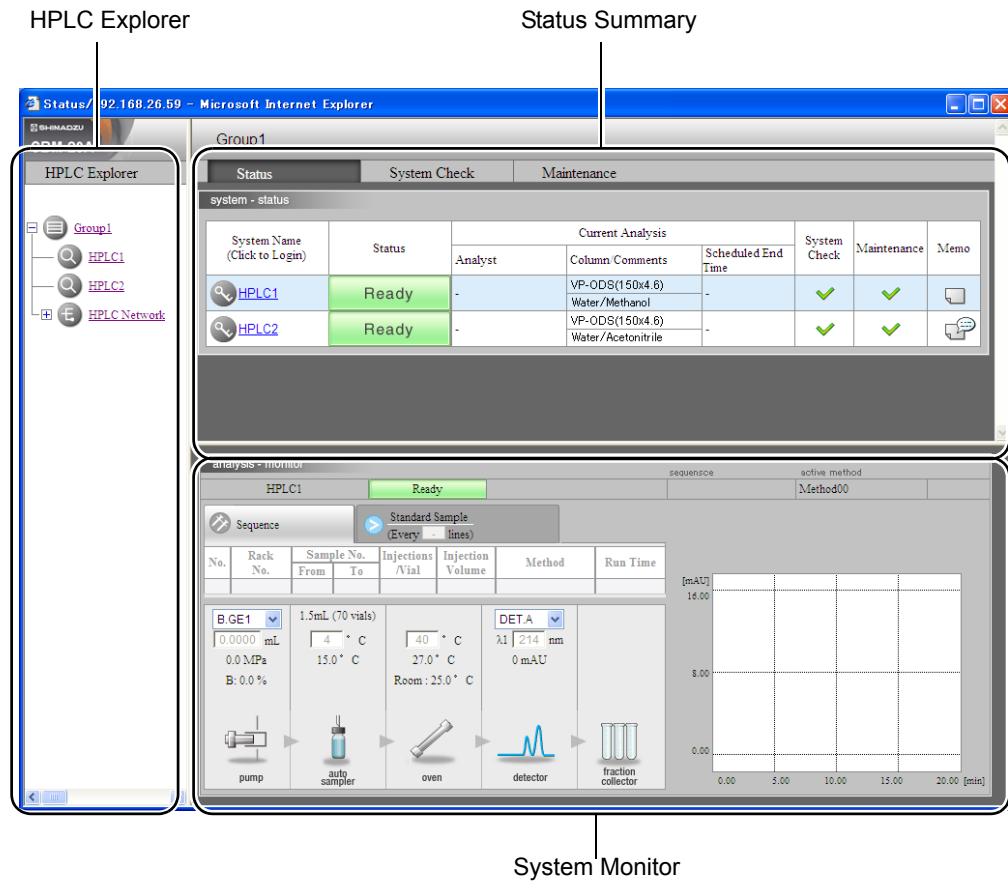 HPLC Explorer
Status Summary
Status/ 92.168.26.59 - Microsoft Internet Explorer
SHIMADZU
Group1
HPLC Explorer
Group1
HPLC1
HPLC2
HPLC Network
Status System Check Maintenance
system - status
System Name (Click to Login) Status Current Analysis System Check Maintenance Memo
Analyst Column/Comments Scheduled End Time
HPLC1 Ready - VP-ODS(150x4.6) -
Water/Methanol
HPLC2 Ready - VP-ODS(150x4.6) -
Water/Acetonitrile
analysis - monitor
sequensce active method
HPLC1 Ready Method00
Sequence Standard Sample
(Every - lines)
No. Rack No. Sample No. Injections /Vial Injection Volume Method Run Time
From To
B.GE1 1.5mL (70 vials) DET.A
0.0000 mL 4 ° C 40 ° C λ1 214 nm
0.0 MPa 15.0 ° C 27.0 ° C 0 mAU
B: 0.0 % Room : 25.0 ° C
pump auto sampler oven detector fraction collector
[mAU]
16.00
8.00
0.00
0.00 5.00 10.00 15.00 20.00 [min]
System Monitor